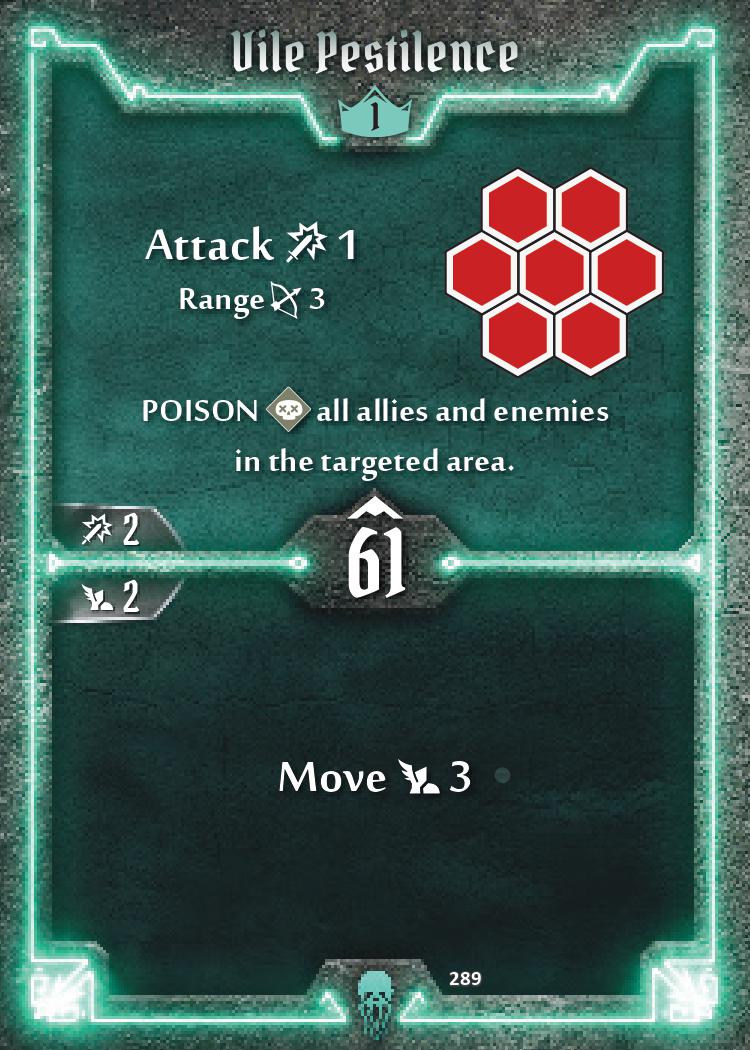 Vile Pestilence
1
Attack 1
Range 3
POISON all allies and enemies
in the targeted area.
2
61
2
Move 3
289